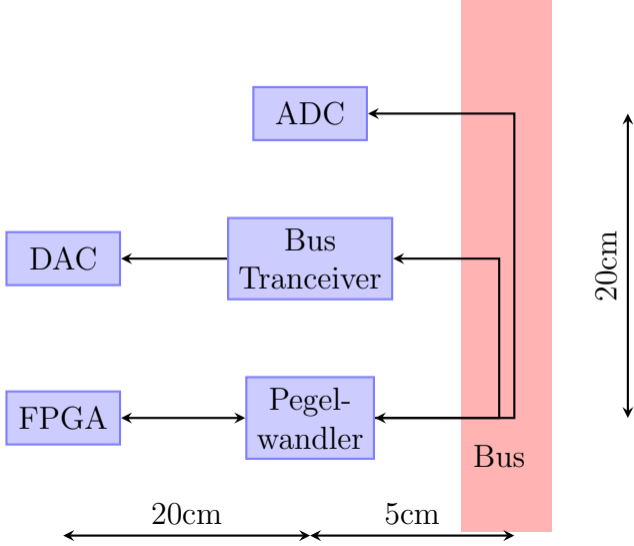 ADC
Bus
Tranceiver
DAC
20cm
Pegel-
wandler
FPGA
Bus
20cm
5cm